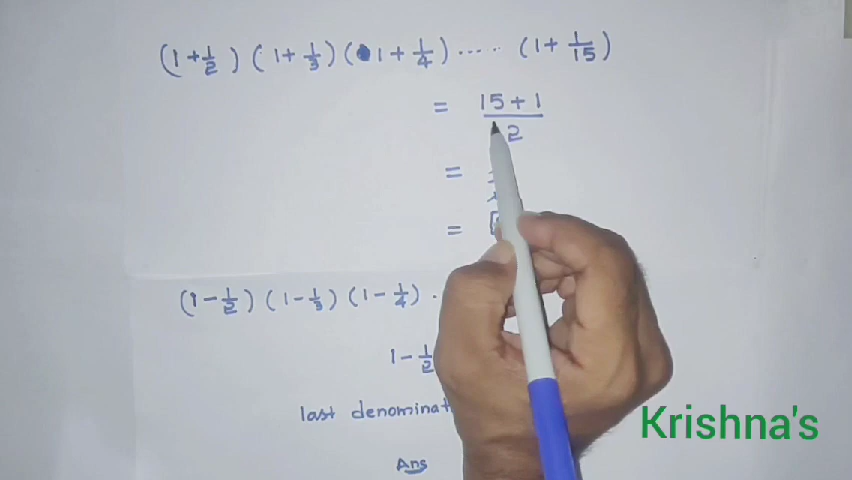 (1+1/2) (1+1/3) (1+1/4) ..... (1+1/15)
= 15+1/2
=
=
(1-1/2) (1-1/3) (1-1/4) .
1-1/2
last
Ans
Krishna's